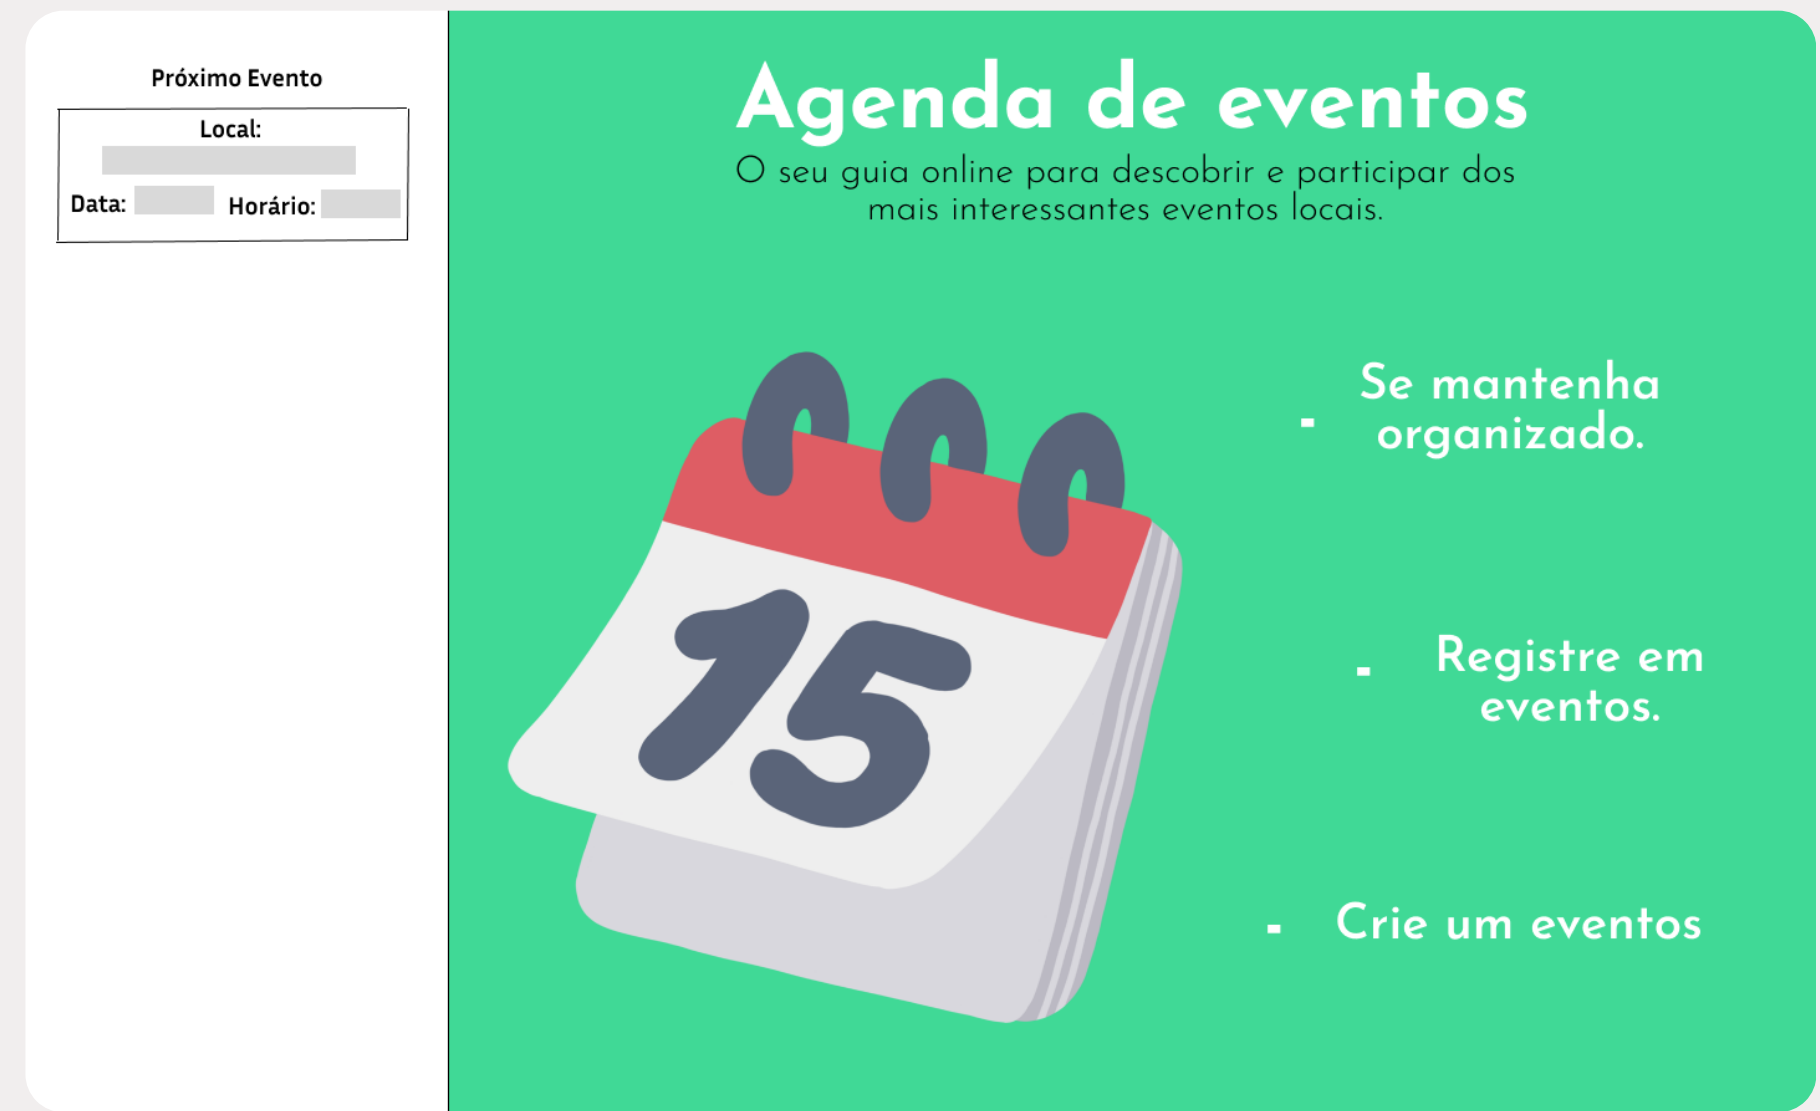 Próximo Evento
Local:
Data: Horário:
Agenda de eventos
O seu guia online para descobrir e participar dos
mais interessantes eventos locais.
15
- Se mantenha
organizado.
- Registre em
eventos.
- Crie um eventos